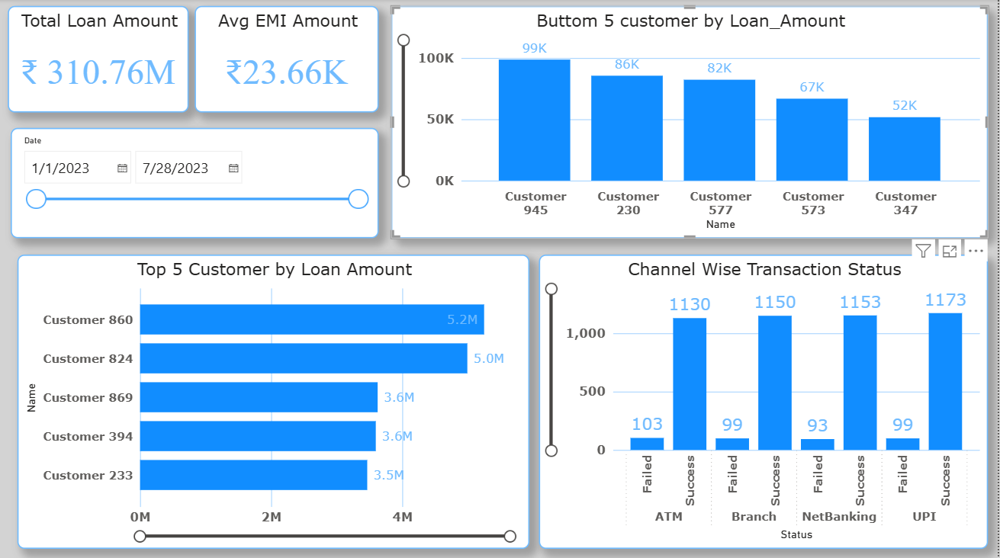 Total Loan Amount
₹ 310.76M
Avg EMI Amount
₹23.66K
Date
1/1/2023
7/28/2023
Buttom 5 customer by Loan_Amount
100K
50K
0K
99K
86K
82K
67K
52K
Customer
945
Customer
230
Customer
577
Customer
573
Customer
347
Name
Top 5 Customer by Loan Amount
Name
Customer 860
5.2M
Customer 824
5.0M
Customer 869
3.6M
Customer 394
3.6M
Customer 233
3.5M
0M
2M
4M
Channel Wise Transaction Status
1,000
500
0
103
1130
99
1150
93
1153
99
1173
Failed
Success
Failed
Success
Failed
Success
Failed
Success
ATM
Branch
NetBanking
UPI
Status